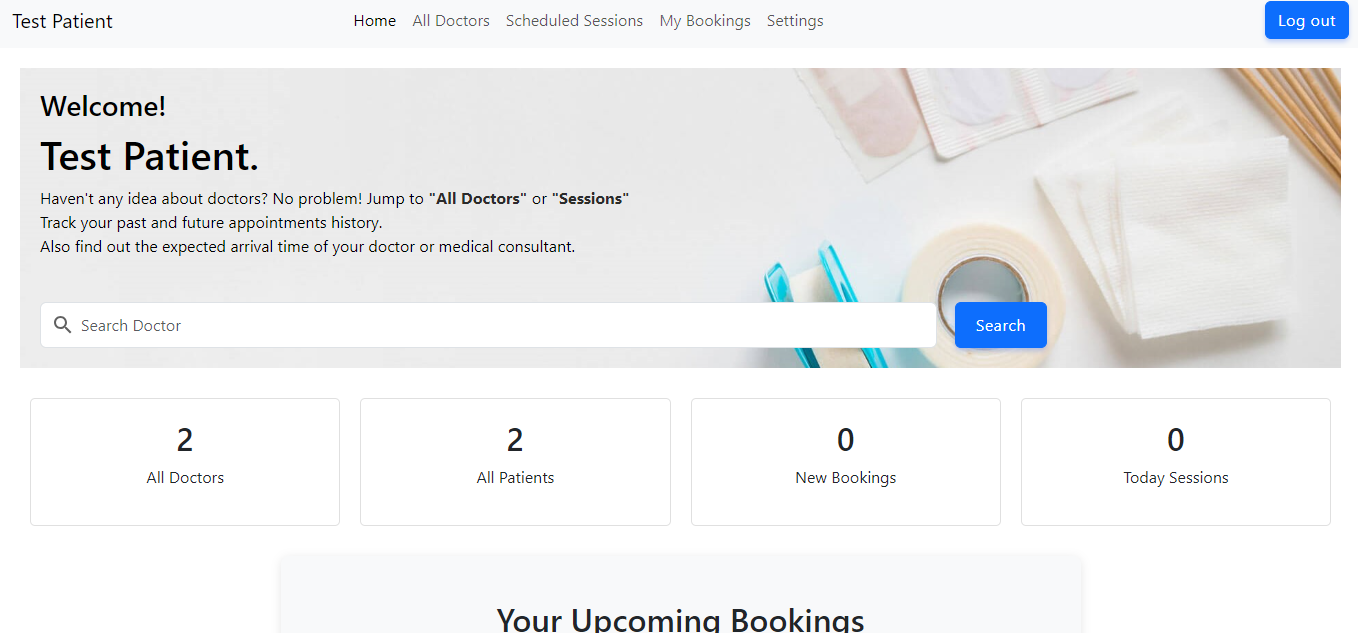 Test Patient
Home All Doctors Scheduled Sessions My Bookings Settings
Log out
Welcome!
Test Patient.
Haven't any idea about doctors? No problem! Jump to "All Doctors" or "Sessions"
Track your past and future appointments history.
Also find out the expected arrival time of your doctor or medical consultant.
Search Doctor
Search
2
All Doctors
2
All Patients
0
New Bookings
0
Today Sessions
Your Upcoming Bookings